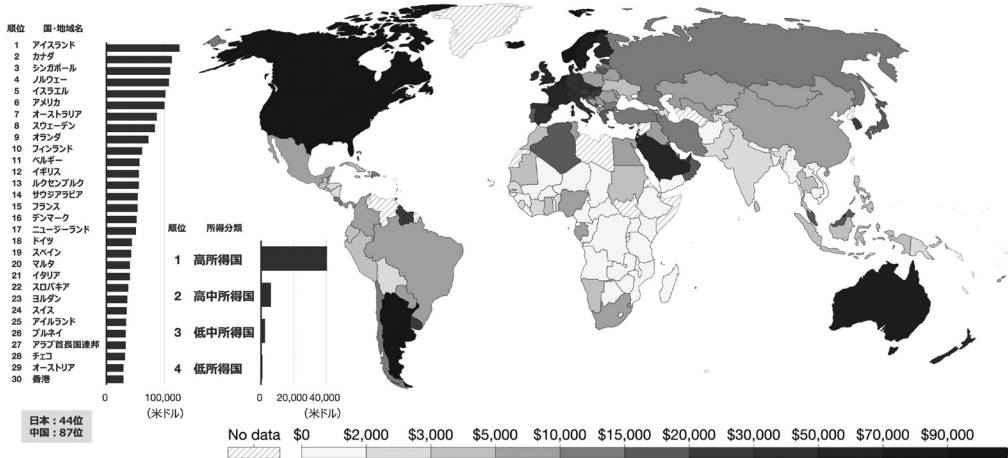 順位 国・地域名
1 アイスランド
2 カナダ
3 シンガポール
4 ノルウェー
5 イスラエル
6 アメリカ
7 オーストラリア
8 スウェーデン
9 オランダ
10 フィンランド
11 ベルギー
12 イギリス
13 ルクセンブルク
14 サウジアラビア
15 フランス
16 デンマーク
17 ニュージーランド
18 ドイツ
19 スペイン
20 マルタ
21 イタリア
22 スロバキア
23 ヨルダン
24 スイス
25 アイルランド
26 ブルネイ
27 アラブ首長国連邦
28 チェコ
29 オーストリア
30 香港
0 100,000
(米ドル)
日本:44位
中国:87位
順位 所得分類
1 高所得国
2 高中所得国
3 低中所得国
4 低所得国
0 20,000 40,000
(米ドル)
No data $0 $2,000 $3,000 $5,000 $10,000 $15,000 $20,000 $30,000 $50,000 $70,000 $90,000